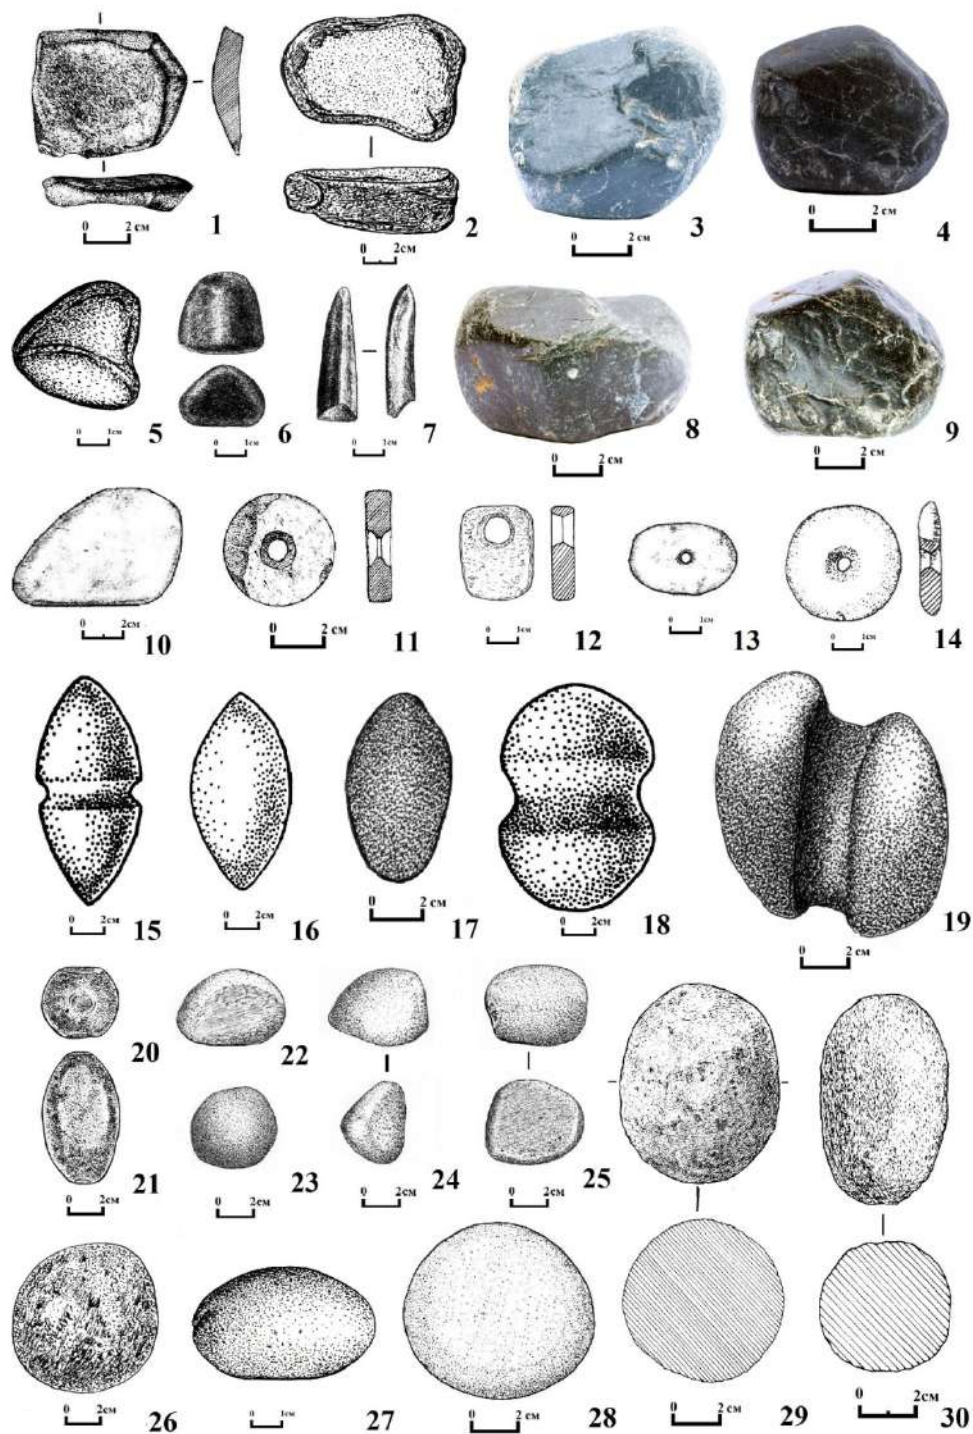 0 2 см 1
0 2см 2
0 2 см 3
0 2 см 4
0 1см 5
0 1см 6
0 2см 7
0 2 см 8
0 2 см 9
0 2см 10
0 2 см 11
0 1см 12
0 1см 13
0 1см 14
0 2см 15
0 2см 16
0 2 см 17
0 2см 18
0 2 см 19
20
0 2см 21
22
0 2см 23
0 2см 24
0 2см 25
0 2см 26
0 1см 27
0 2 см 28
0 2см 29
0 2 см 30